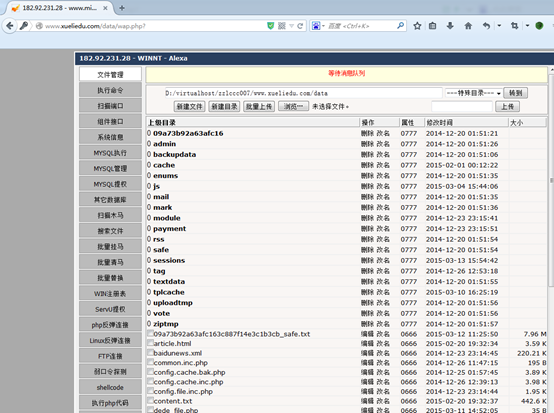 182.92.231.28 - www.mi...
www.xueliedu.com/data/wap.php?
百度 <Ctrl+K>
182.92.231.28 - WINNT - Alexa
文件管理
执行命令
扫描端口
组件接口
系统信息
MYSQL执行
MYSQL管理
MYSQL提权
其它数据库
扫描木马
搜索文件
批量挂马
批量清马
批量替换
WIN注册表
ServU提权
php反弹连接
Linux反弹连接
FTP连接
弱口令探测
shellcode
执行php代码
等待消息队列
D:/virtualhost/zzlccc007/www.xueliedu.com/data
---特殊目录---
转到
新建文件 新建目录 批量上传 浏览… 未选择文件。 上传
上级目录 操作 属性 修改时间 大小
0 09a73b92a63afc16 删除 改名 0777 2014-12-20 01:51:21
0 admin 删除 改名 0777 2014-12-20 01:51:26
0 backupdata 删除 改名 0777 2014-12-20 01:51:06
0 cache 删除 改名 0777 2015-02-01 00:12:22
0 enums 删除 改名 0777 2014-12-20 01:51:35
0 js 删除 改名 0777 2015-03-04 15:44:06
0 mail 删除 改名 0777 2014-12-20 01:51:35
0 mark 删除 改名 0777 2014-12-20 01:51:36
0 module 删除 改名 0777 2014-12-23 23:15:41
0 payment 删除 改名 0777 2014-12-23 23:15:51
0 rss 删除 改名 0777 2014-12-20 01:51:54
0 safe 删除 改名 0777 2014-12-20 01:51:54
0 sessions 删除 改名 0777 2015-03-13 15:54:42
0 tag 删除 改名 0777 2014-12-26 12:53:18
0 textdata 删除 改名 0777 2014-12-20 01:51:55
0 tplcache 删除 改名 0777 2015-03-10 16:25:19
0 uploadtmp 删除 改名 0777 2014-12-20 01:51:56
0 vote 删除 改名 0777 2014-12-20 01:51:56
0 ziptmp 删除 改名 0777 2014-12-20 01:51:57
09a73b92a63afc163c887f14e3c1b3cb_safe.txt 编辑 改名 0666 2015-03-12 11:25:50 7.96 M
article.html 编辑 改名 0666 2015-02-20 19:32:34 3.59 K
baidunews.xml 编辑 改名 0666 2014-12-23 23:14:45 220.21 K
common.inc.php 编辑 改名 0666 2014-12-26 11:47:15 195 B
config.cache.bak.php 编辑 改名 0666 2014-12-25 01:57:45 3.89 K
config.cache.inc.php 编辑 改名 0666 2014-12-26 12:39:13 3.98 K
config.file.inc.php 编辑 改名 0666 2014-12-23 23:14:44 1.95 K
content.txt 编辑 改名 0666 2015-02-20 19:32:37 442.6 K
dede_file.php 编辑 改名 0666 2015-03-11 14:52:05 35 B